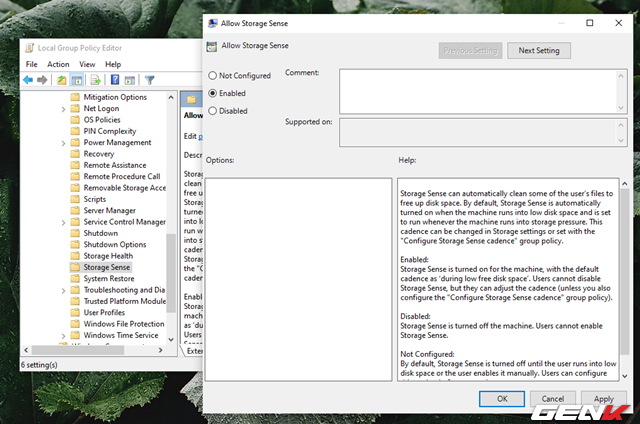 Local Group Policy Editor
File Action View Help
Mitigation Options
Net Logon
OS Policies
PIN Complexity
Power Management
Recovery
Remote Assistance
Remote Procedure Call
Removable Storage Acce
Scripts
Server Manager
Service Control Manager
Shutdown
Shutdown Options
Storage Health
Storage Sense
System Restore
Troubleshooting and Dia
Trusted Platform Module
User Profiles
Windows File Protection
Windows Time Service
6 setting(s)
Allow
Edit p
Descr
Storag
clean
free u
Storag
turned
into lo
run w
into st
caden
Storag
the "C
Enabl
Storag
machi
as 'du
Users
Exten
Allow Storage Sense
Allow Storage Sense
Previous Setting Next Setting
Not Configured Comment:
Enabled
Disabled
Supported on:
Options: Help:
Storage Sense can automatically clean some of the user's files to
free up disk space. By default, Storage Sense is automatically
turned on when the machine runs into low disk space and is set
to run whenever the machine runs into storage pressure. This
cadence can be changed in Storage settings or set with the
"Configure Storage Sense cadence" group policy.
Enabled:
Storage Sense is turned on for the machine, with the default
cadence as 'during low free disk space'. Users cannot disable
Storage Sense, but they can adjust the cadence (unless you also
configure the "Configure Storage Sense cadence" group policy).
Disabled:
Storage Sense is turned off the machine. Users cannot enable
Storage Sense.
Not Configured:
By default, Storage Sense is turned off until the user runs into low
disk space or the user enables it manually. Users can configure
OK Cancel Apply
GENK